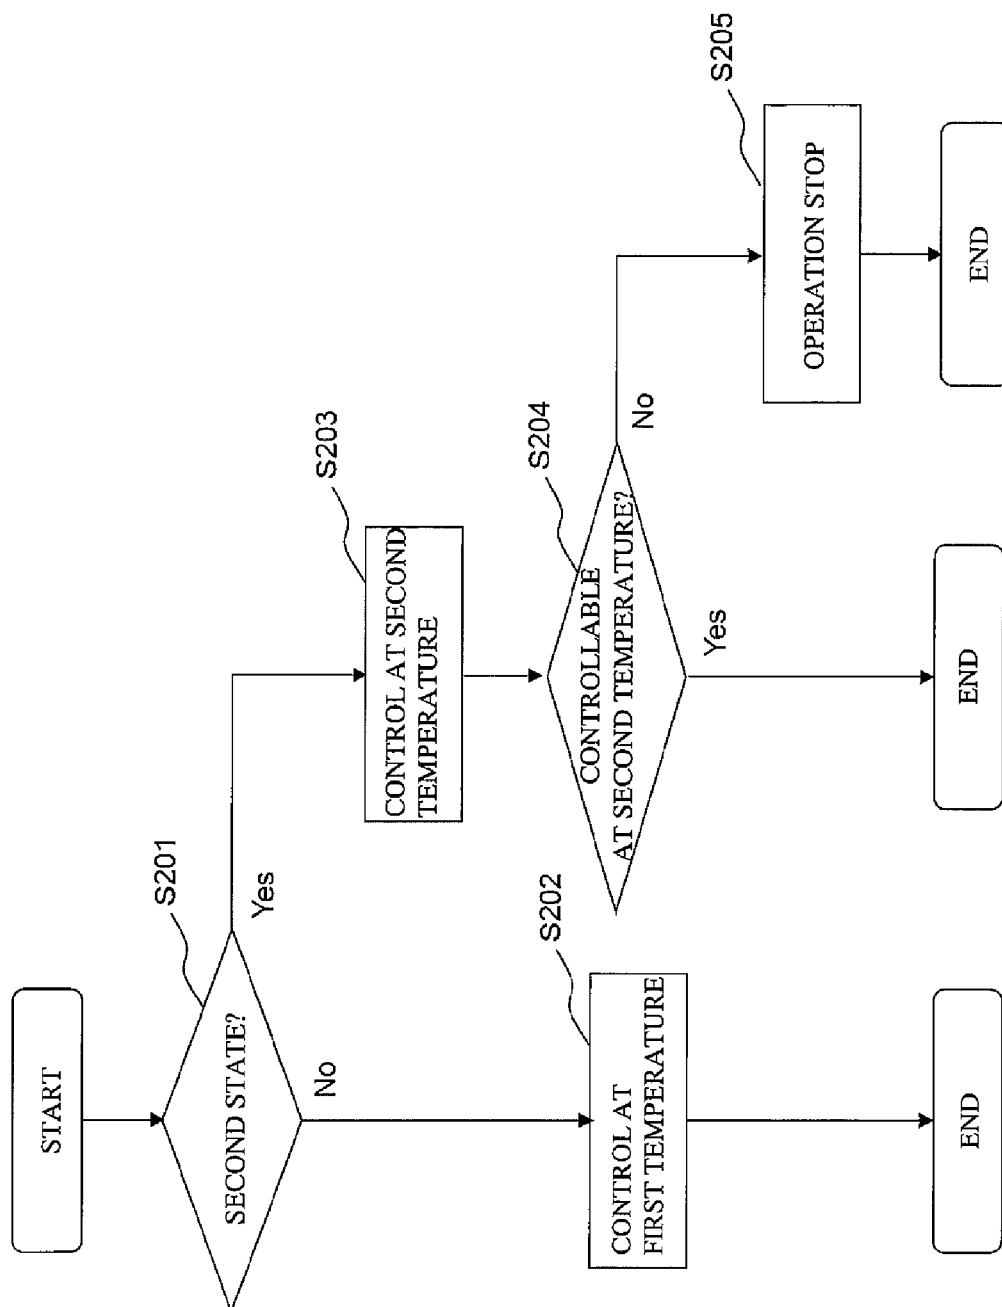 START
SECOND STATE?
S201
Yes
No
CONTROL AT SECOND
TEMPERATURE
S203
CONTROL AT
FIRST TEMPERATURE
S202
CONTROLLABLE
AT SECOND TEMPERATURE?
S204
No
Yes
OPERATION STOP
S205
END
END
END